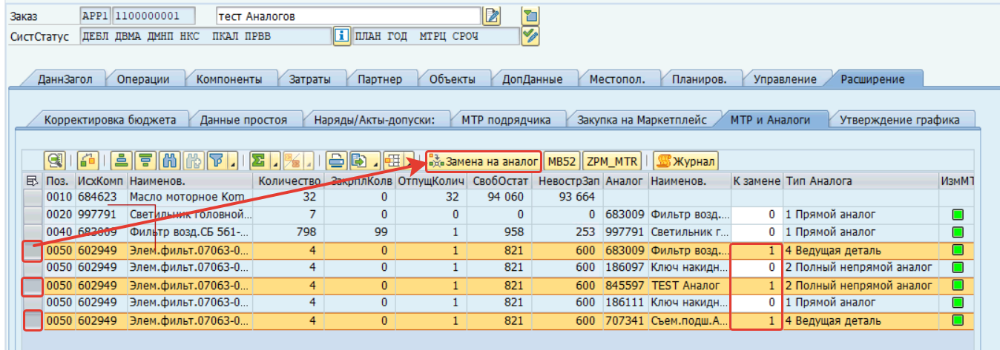 Заказ APP1 1100000001 тест Аналогов
СистСтатус ДЕБЛ ДВМА ДМНП НКС ПКАЛ ПРВВ ПЛАН ГОД МТРЦ СРОЧ
ДаннЗагол Операции Компоненты Затраты Партнер Объекты ДопДанные Местопол. Планиров. Управление Расширение
Корректировка бюджета Данные простоя Наряды/Акты-допуски: МТР подрядчика Закупка на Маркетплейс МТР и Аналоги Утверждение графика
Замена на аналог MB52 ZPM_MTR Журнал
Поз. ИсхКомп Наименов. Количество ЗакрплКолв ОтпущКолич СвобОстат НевострЗап Аналог Наименов. К замене Тип Аналога ИзмМТ
0010 684623 Масло моторное Kom 32 0 32 94 060 93 664
0020 997791 Светильник головной... 7 0 0 0 0 683009 Фильтр возд.... 0 1 Прямой аналог
0040 683009 Фильтр возд.СБ 561-... 798 99 1 958 253 997791 Светильник г... 0 1 Прямой аналог
0050 602949 Элем.фильт.07063-0... 4 0 1 821 600 683009 Фильтр возд.... 1 4 Ведущая деталь
0050 602949 Элем.фильт.07063-0... 4 0 1 821 600 186097 Ключ накидн... 0 2 Полный непрямой аналог
0050 602949 Элем.фильт.07063-0... 4 0 1 821 600 845597 TEST Аналог 1 2 Полный непрямой аналог
0050 602949 Элем.фильт.07063-0... 4 0 1 821 600 186111 Ключ накидн... 0 1 Прямой аналог
0050 602949 Элем.фильт.07063-0... 4 0 1 821 600 707341 Съем.подш.А... 1 4 Ведущая деталь